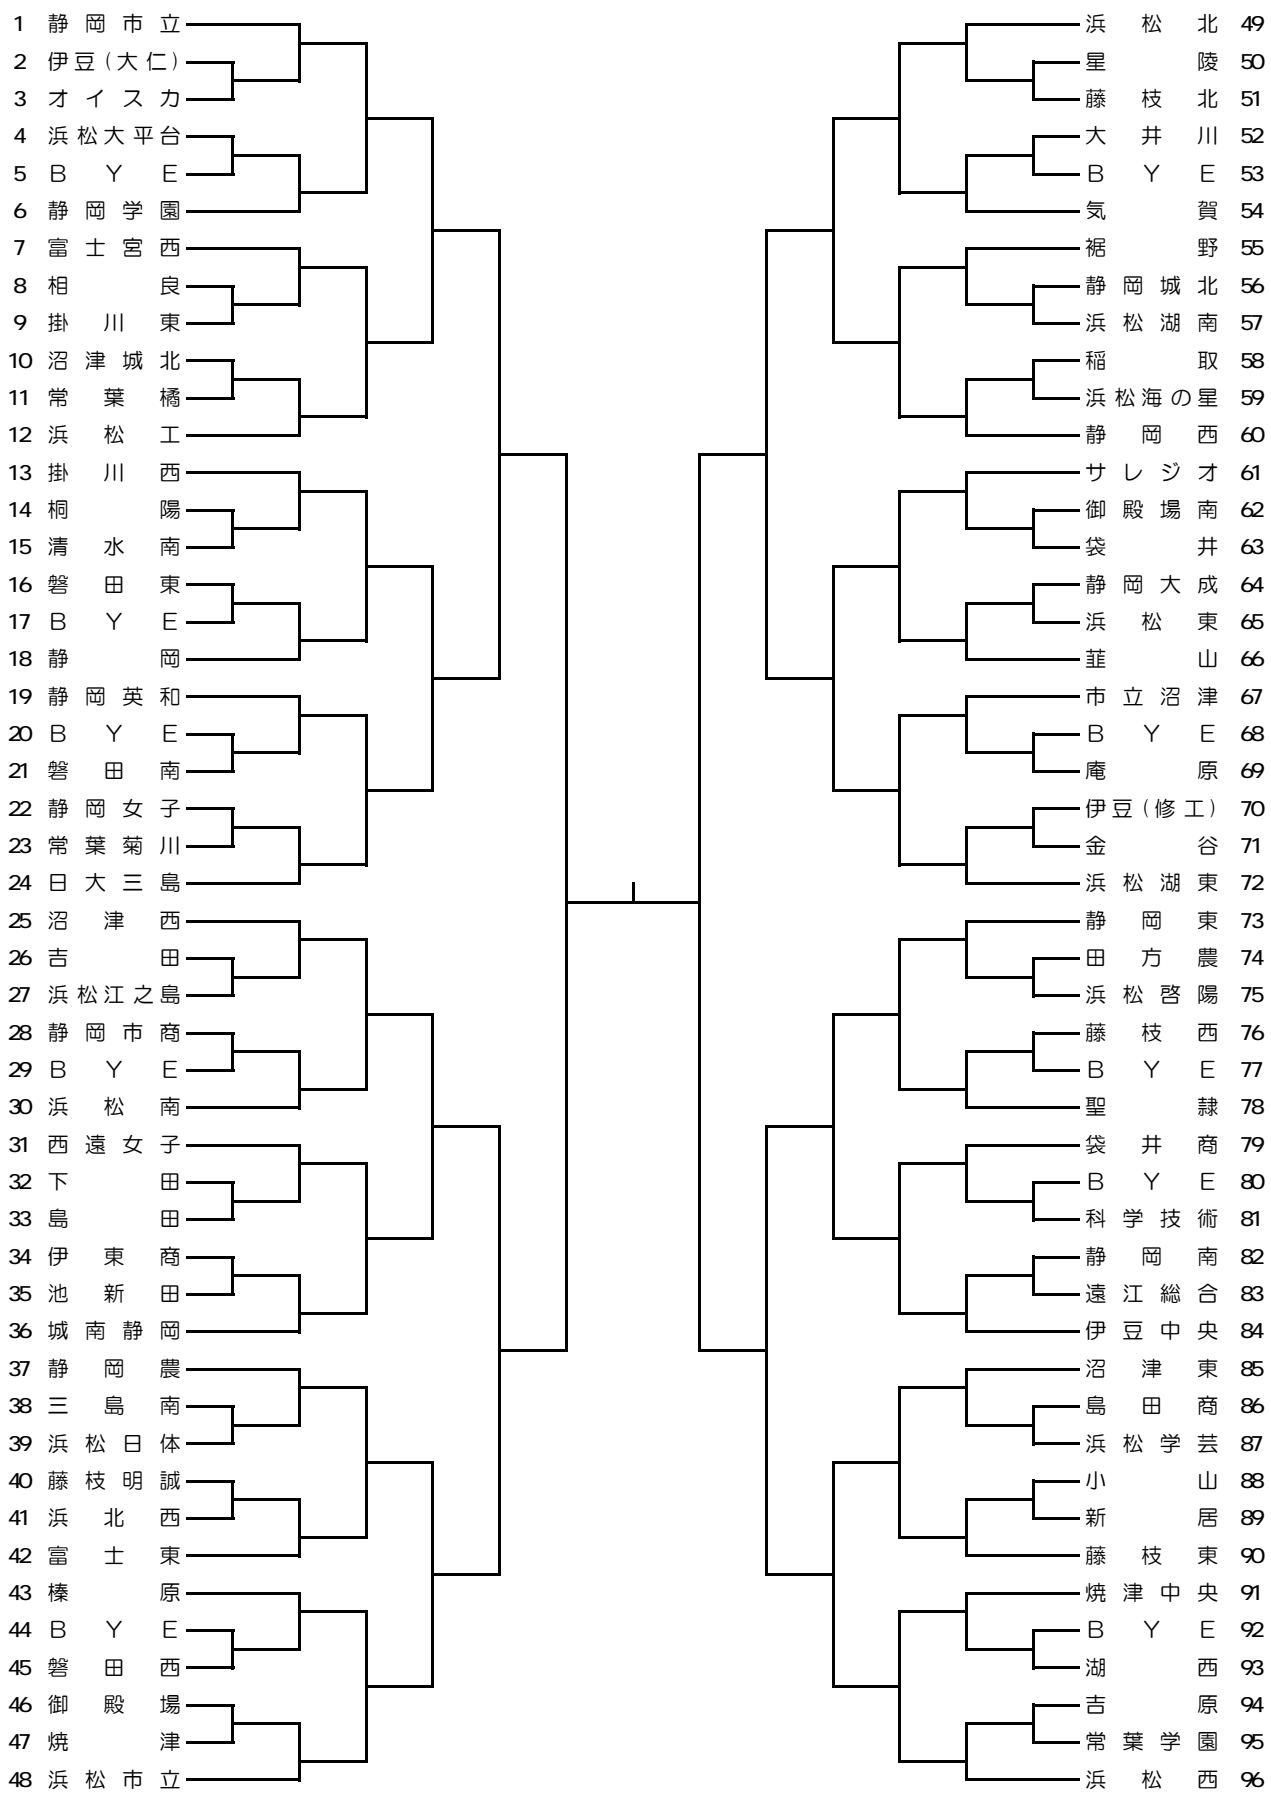 1 静岡市立
2 伊豆(大仁)
3 オイスカ
4 浜松大平台
5 ＢＹＥ
6 静岡学園
7 富士宮西
8 相良
9 掛川東
10 沼津城北
11 常葉橘
12 浜松工
13 掛川西
14 桐陽
15 清水南
16 磐田東
17 ＢＹＥ
18 静岡
19 静岡英和
20 ＢＹＥ
21 磐田南
22 静岡女子
23 常葉菊川
24 日大三島
25 沼津西
26 吉田
27 浜松江之島
28 静岡市商
29 ＢＹＥ
30 浜松南
31 西遠女子
32 下田
33 島田
34 伊東商
35 池新田
36 城南静岡
37 静岡農
38 三島南
39 浜松日体
40 藤枝明誠
41 浜北西
42 富士東
43 榛原
44 ＢＹＥ
45 磐田西
46 御殿場
47 焼津
48 浜松市立
浜松北 49
星陵 50
藤枝北 51
大井川 52
ＢＹＥ 53
気賀 54
裾野 55
静岡城北 56
浜松湖南 57
稲取 58
浜松海の星 59
静岡西 60
サレジオ 61
御殿場南 62
袋井 63
静岡大成 64
浜松東 65
韮山 66
市立沼津 67
ＢＹＥ 68
庵原 69
伊豆(修工) 70
金谷 71
浜松湖東 72
静岡東 73
田方農 74
浜松啓陽 75
藤枝西 76
ＢＹＥ 77
聖隷 78
袋井商 79
ＢＹＥ 80
科学技術 81
静岡南 82
遠江総合 83
伊豆中央 84
沼津東 85
島田商 86
浜松学芸 87
小山 88
新居 89
藤枝東 90
焼津中央 91
ＢＹＥ 92
湖西 93
吉原 94
常葉学園 95
浜松西 96